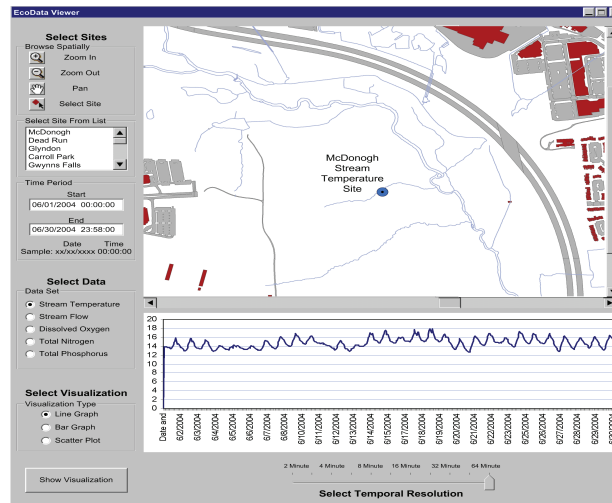 EcoData Viewer
Select Sites
Browse Spatially
Zoom In
Zoom Out
Pan
Select Site
Select Site From List
McDonogh
Dead Run
Glyndon
Carroll Park
Gwynns Falls
Time Period
Start
06/01/2004 00:00:00
End
06/30/2004 23:58:00
Date Time
Sample: xx/xx/xxxx 00:00:00
Select Data
Data Set
Stream Temperature
Stream Flow
Dissolved Oxygen
Total Nitrogen
Total Phosphorus
Select Visualization
Visualization Type
Line Graph
Bar Graph
Scatter Plot
Show Visualization
McDonogh
Stream
Temperature
Site
20
18
16
14
12
10
8
6
4
2
0
Date and
6/2/2004
6/3/2004
6/4/2004
6/5/2004
6/6/2004
6/7/2004
6/8/2004
6/10/2004
6/11/2004
6/12/2004
6/13/2004
6/14/2004
6/15/2004
6/17/2004
6/18/2004
6/19/2004
6/20/2004
6/21/2004
6/22/2004
6/23/2004
6/25/2004
6/26/2004
6/27/2004
6/28/2004
6/29/2004
2 Minute 4 Minute 8 Minute 16 Minute 32 Minute 64 Minute
Select Temporal Resolution